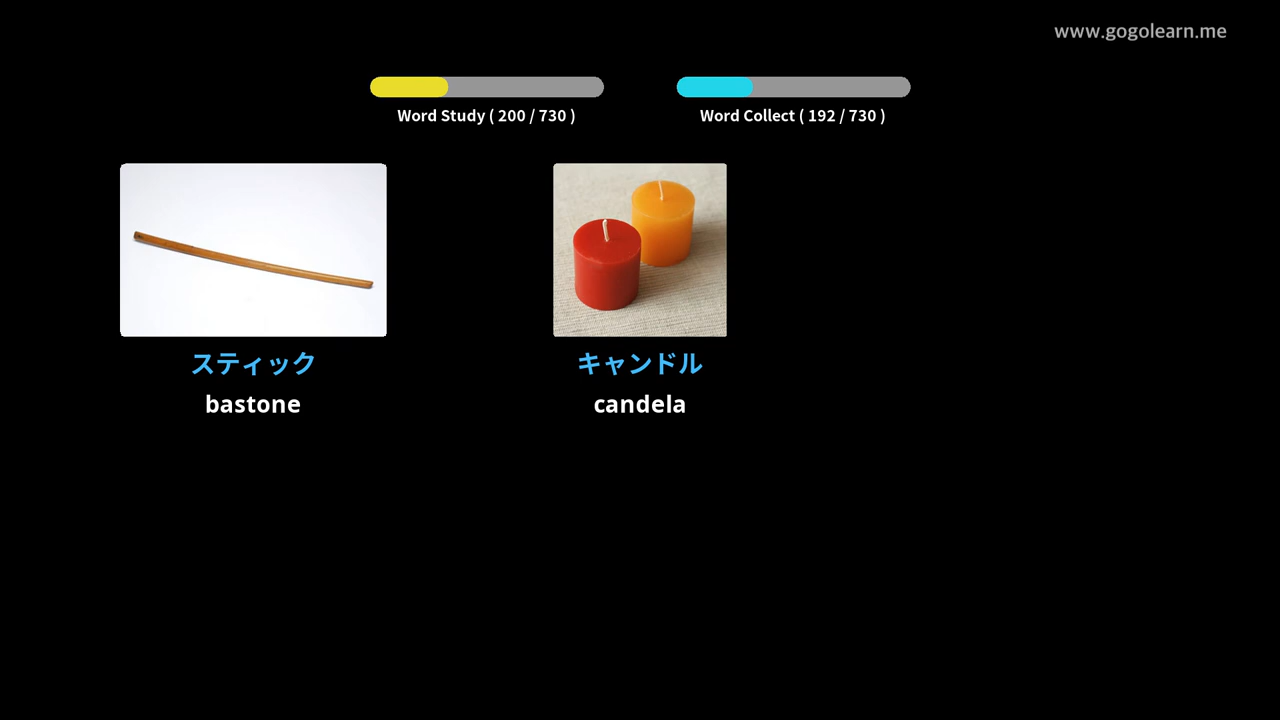 www.gogolearn.me
Word Study ( 200 / 730 )
Word Collect ( 192 / 730 )
スティック
bastone
キャンドル
candela